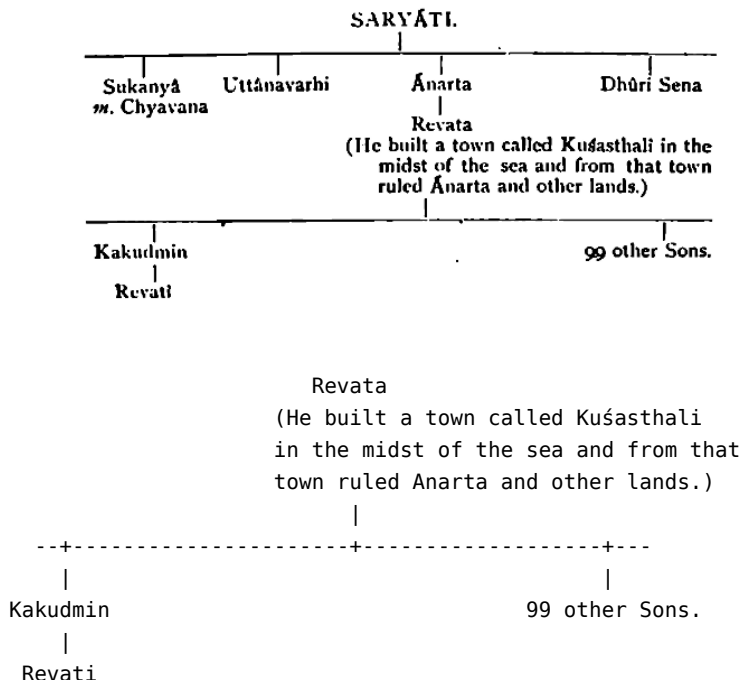 SARYÁTI.
Sukanyâ Uttânavarhi Ánarta Dhûri Sena
m. Chyavana
Revata
(He built a town called Kuśasthali in the
midst of the sea and from that town
ruled Ánarta and other lands.)
Kakudmin 99 other Sons.
Revatî
Revata
(He built a town called Kuśasthali
in the midst of the sea and from that
town ruled Anarta and other lands.)
|
--+----------------------+-------------------+---
| |
Kakudmin 99 other Sons.
|
Revati